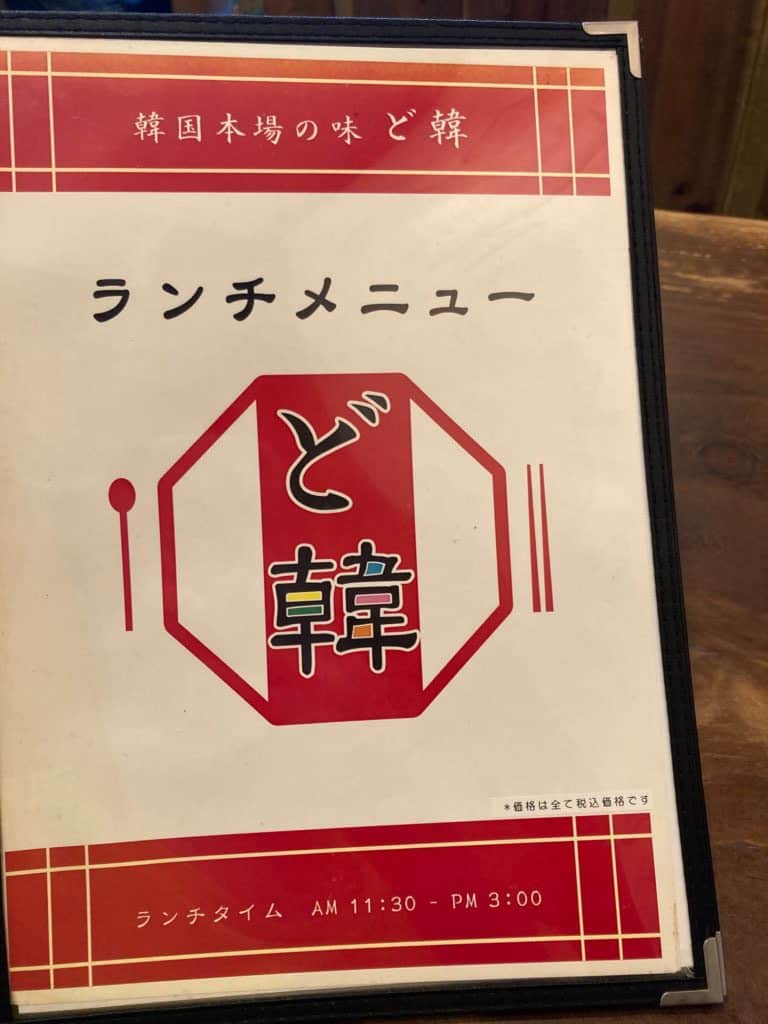 韓国本場の味 ど韓
ランチメニュー
ど
韓
*価格は全て税込価格です
ランチタイム AM 11:30 - PM 3:00